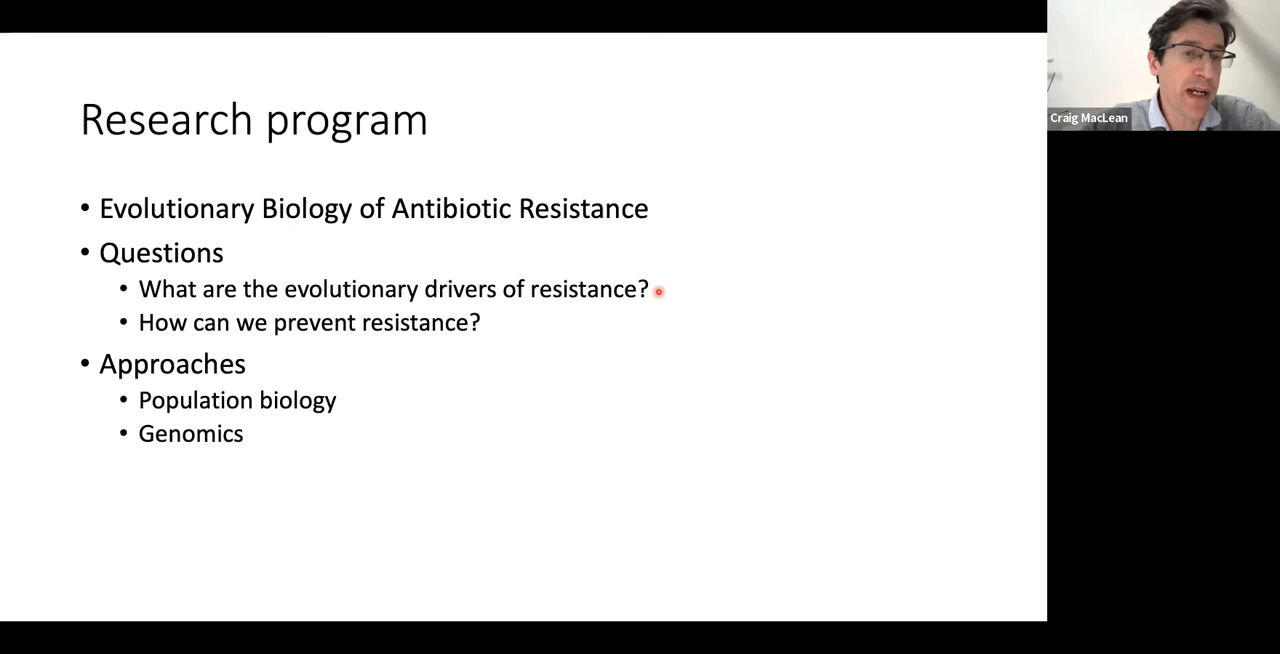 Research program
• Evolutionary Biology of Antibiotic Resistance
• Questions
• What are the evolutionary drivers of resistance?
• How can we prevent resistance?
• Approaches
• Population biology
• Genomics
Craig MacLean